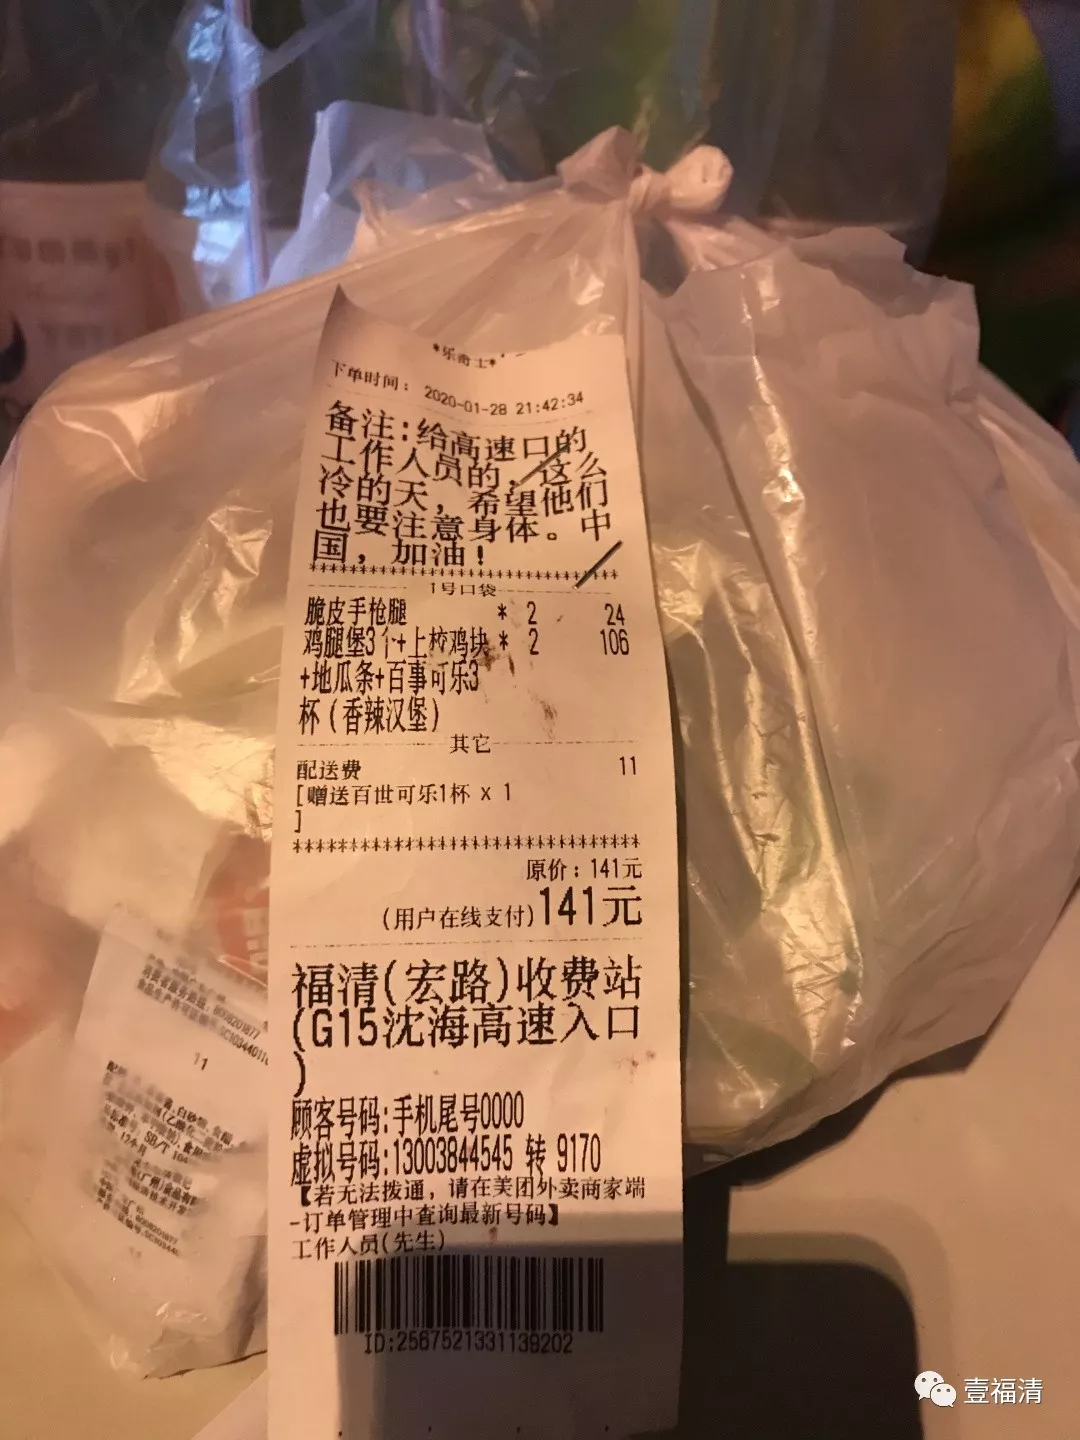 *乐奇士*
下单时间: 2020-01-28 21:42:34
备注:给高速口的
工作人员的,这么
冷的天,希望他们
也要注意身体。中
国,加油!
********************************
1号口袋
脆皮手枪腿 * 2 24
鸡腿堡3个+上校鸡块 * 2 106
+地瓜条+百事可乐3
杯(香辣汉堡)
其它
配送费 11
[赠送百世可乐1杯 x 1
]
********************************
原价:141元
(用户在线支付)141元
福清(宏路)收费站
(G15沈海高速入口
)
顾客号码:手机尾号0000
虚拟号码:13003844545 转 9170
【若无法拨通,请在美团外卖商家端
-订单管理中查询最新号码】
工作人员(先生)
ID:2567521331139202
壹福清